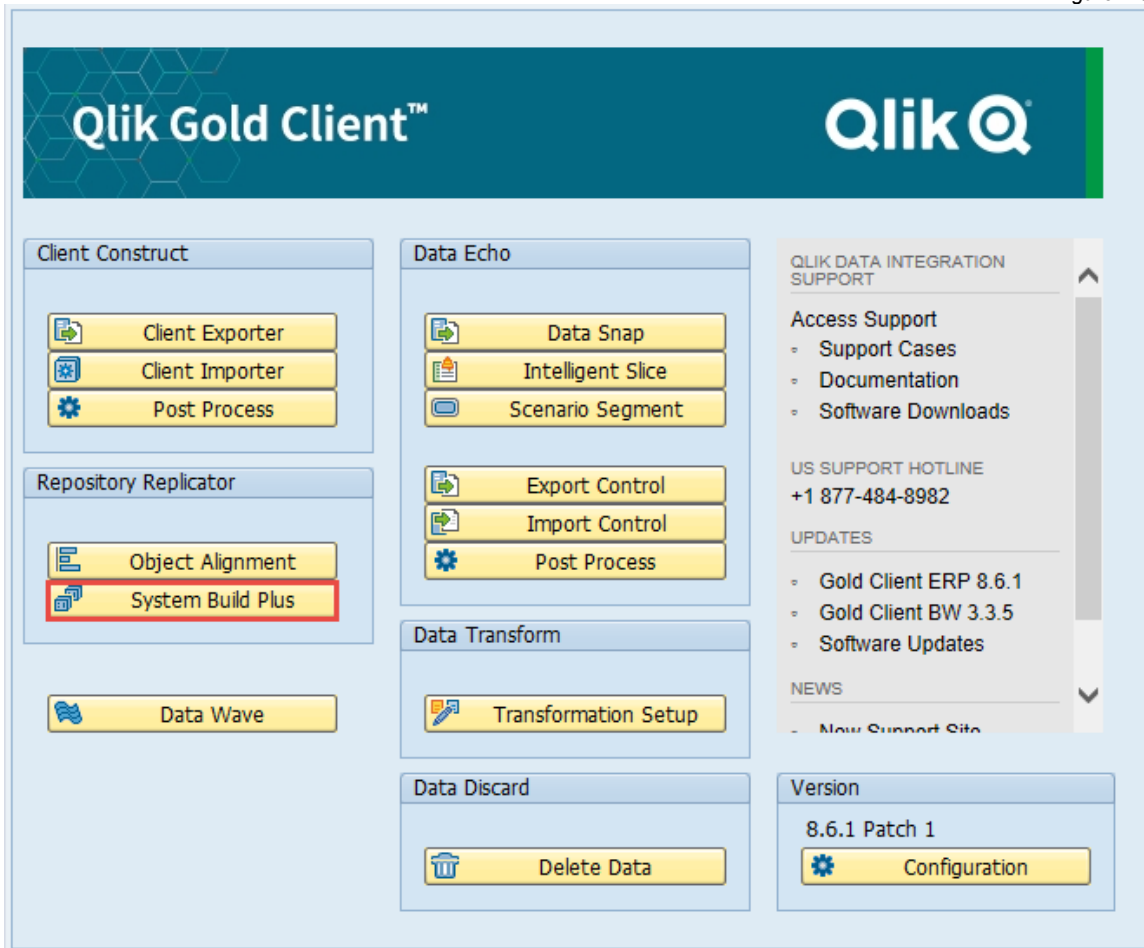 Qlik Gold Client™
Qlik
Client Construct
Client Exporter
Client Importer
Post Process
Repository Replicator
Object Alignment
System Build Plus
Data Wave
Data Echo
Data Snap
Intelligent Slice
Scenario Segment
Export Control
Import Control
Post Process
Data Transform
Transformation Setup
Data Discard
Delete Data
QLIK DATA INTEGRATION
SUPPORT
Access Support
Support Cases
Documentation
Software Downloads
US SUPPORT HOTLINE
+1 877-484-8982
UPDATES
Gold Client ERP 8.6.1
Gold Client BW 3.3.5
Software Updates
NEWS
New Support Site
Version
8.6.1 Patch 1
Configuration